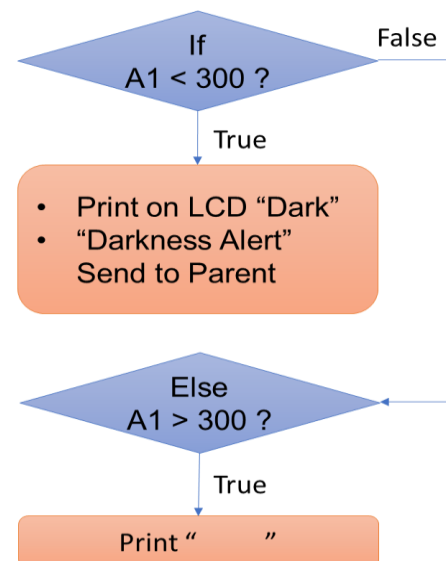 If
A1 < 300 ?
False
True
• Print on LCD “Dark”
• “Darkness Alert”
Send to Parent
Else
A1 > 300 ?
True
Print “ ”